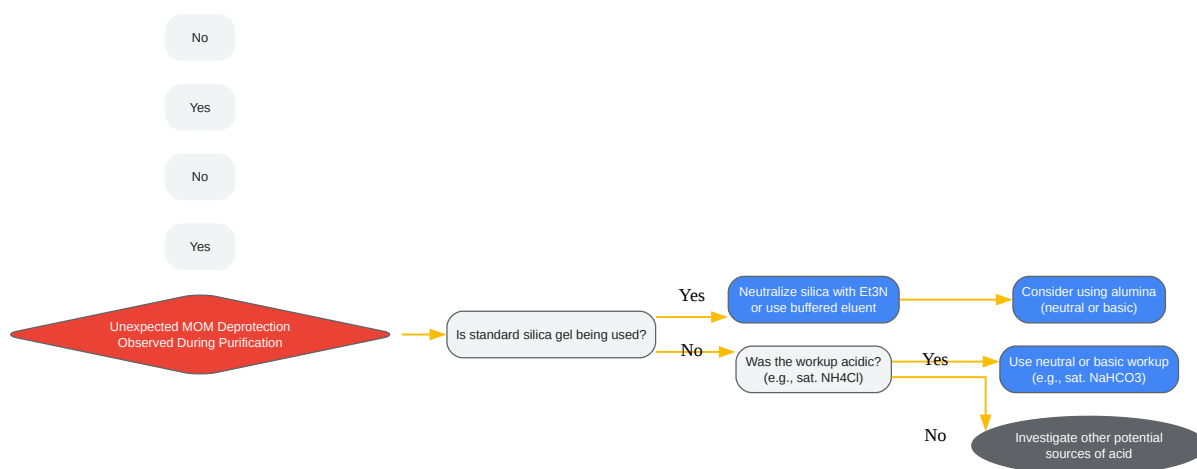 No
Yes
No
Yes
Unexpected MOM Deprotection
Observed During Purification
Is standard silica gel being used?
Yes
Neutralize silica with Et3N
or use buffered eluent
Consider using alumina
(neutral or basic)
No
Was the workup acidic?
(e.g., sat. NH4Cl)
Yes
Use neutral or basic workup
(e.g., sat. NaHCO3)
No
Investigate other potential
sources of acid